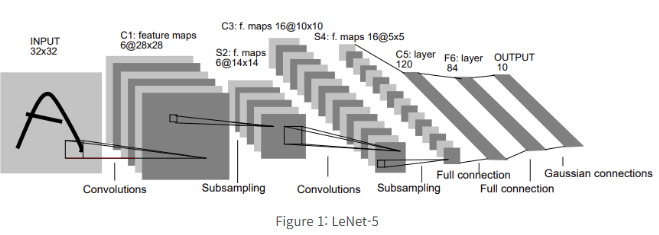 INPUT
32x32
C1: feature maps
6@28x28
S2: f. maps
6@14x14
C3: f. maps 16@10x10
S4: f. maps 16@5x5
C5: layer
120
F6: layer
84
OUTPUT
10
Convolutions
Subsampling
Convolutions
Subsampling
Full connection
Full connection
Gaussian connections
Figure 1: LeNet-5